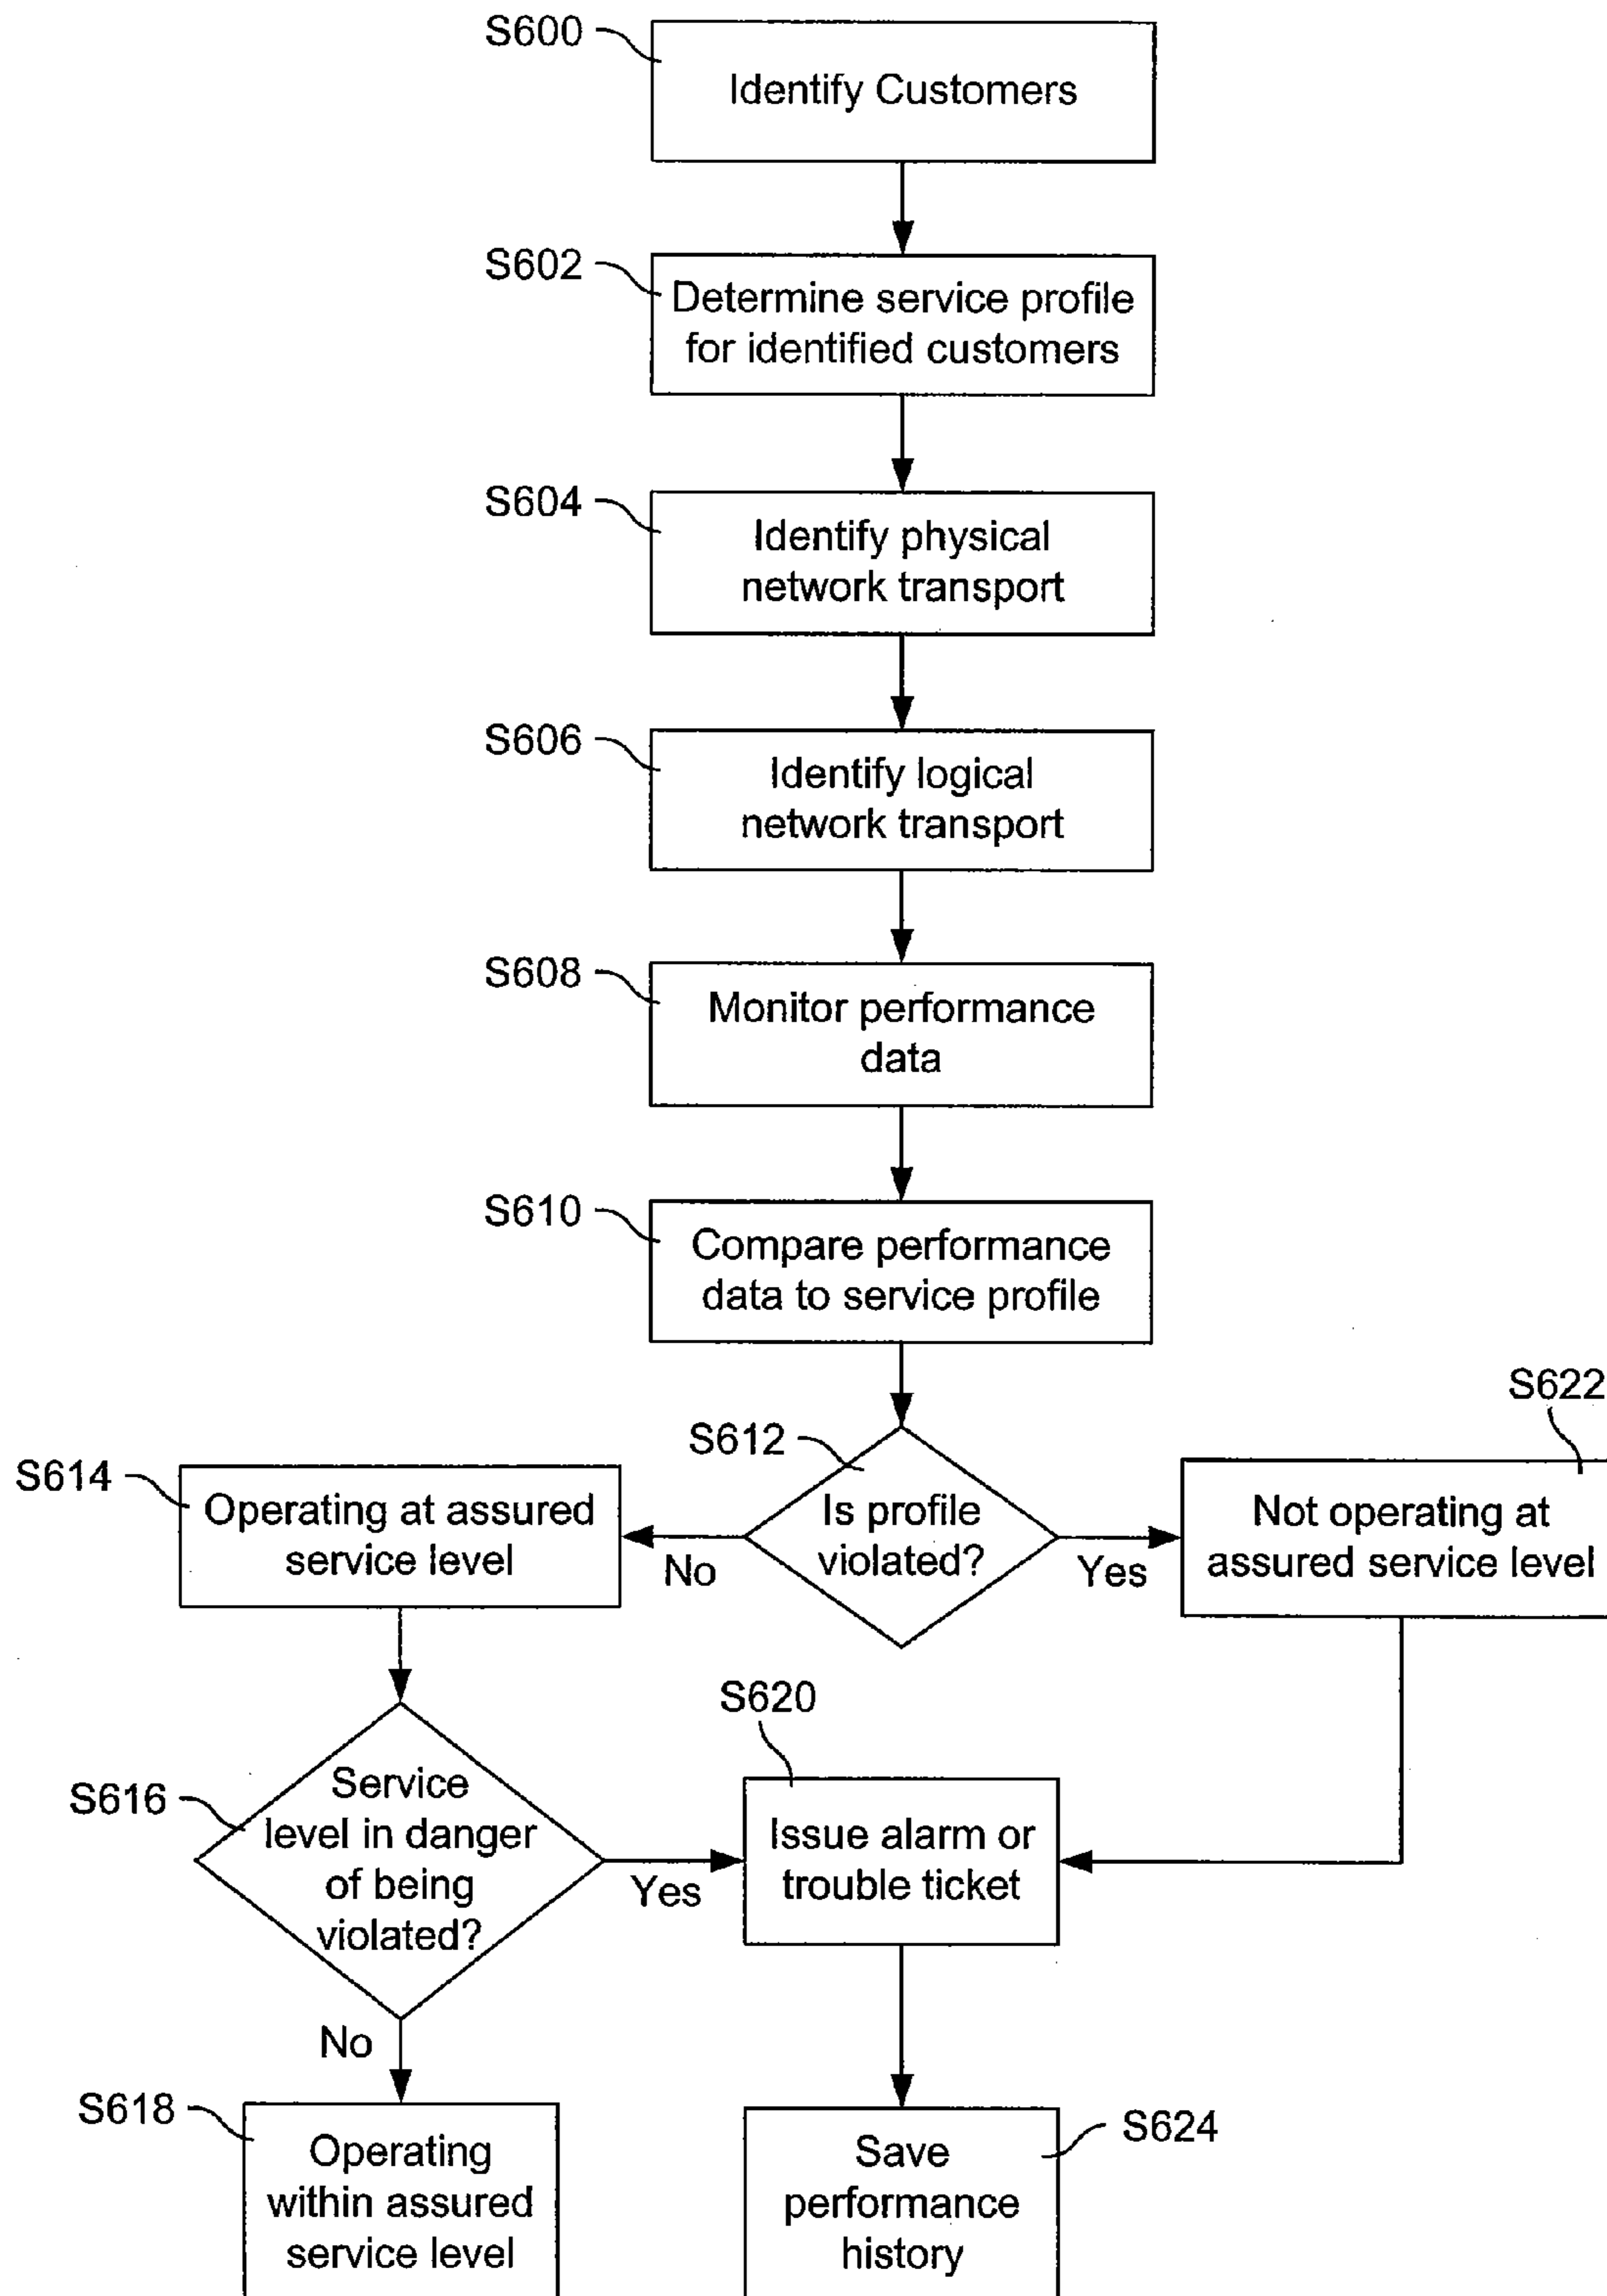 S600
Identify Customers
S602
Determine service profile
for identified customers
S604
Identify physical
network transport
S606
Identify logical
network transport
S608
Monitor performance
data
S610
Compare performance
data to service profile
S612
Is profile
violated?
No
Yes
S614
Operating at assured
service level
S622
Not operating at
assured service level
S616
Service
level in danger
of being
violated?
Yes
No
S620
Issue alarm or
trouble ticket
S618
Operating
within assured
service level
S624
Save
performance
history